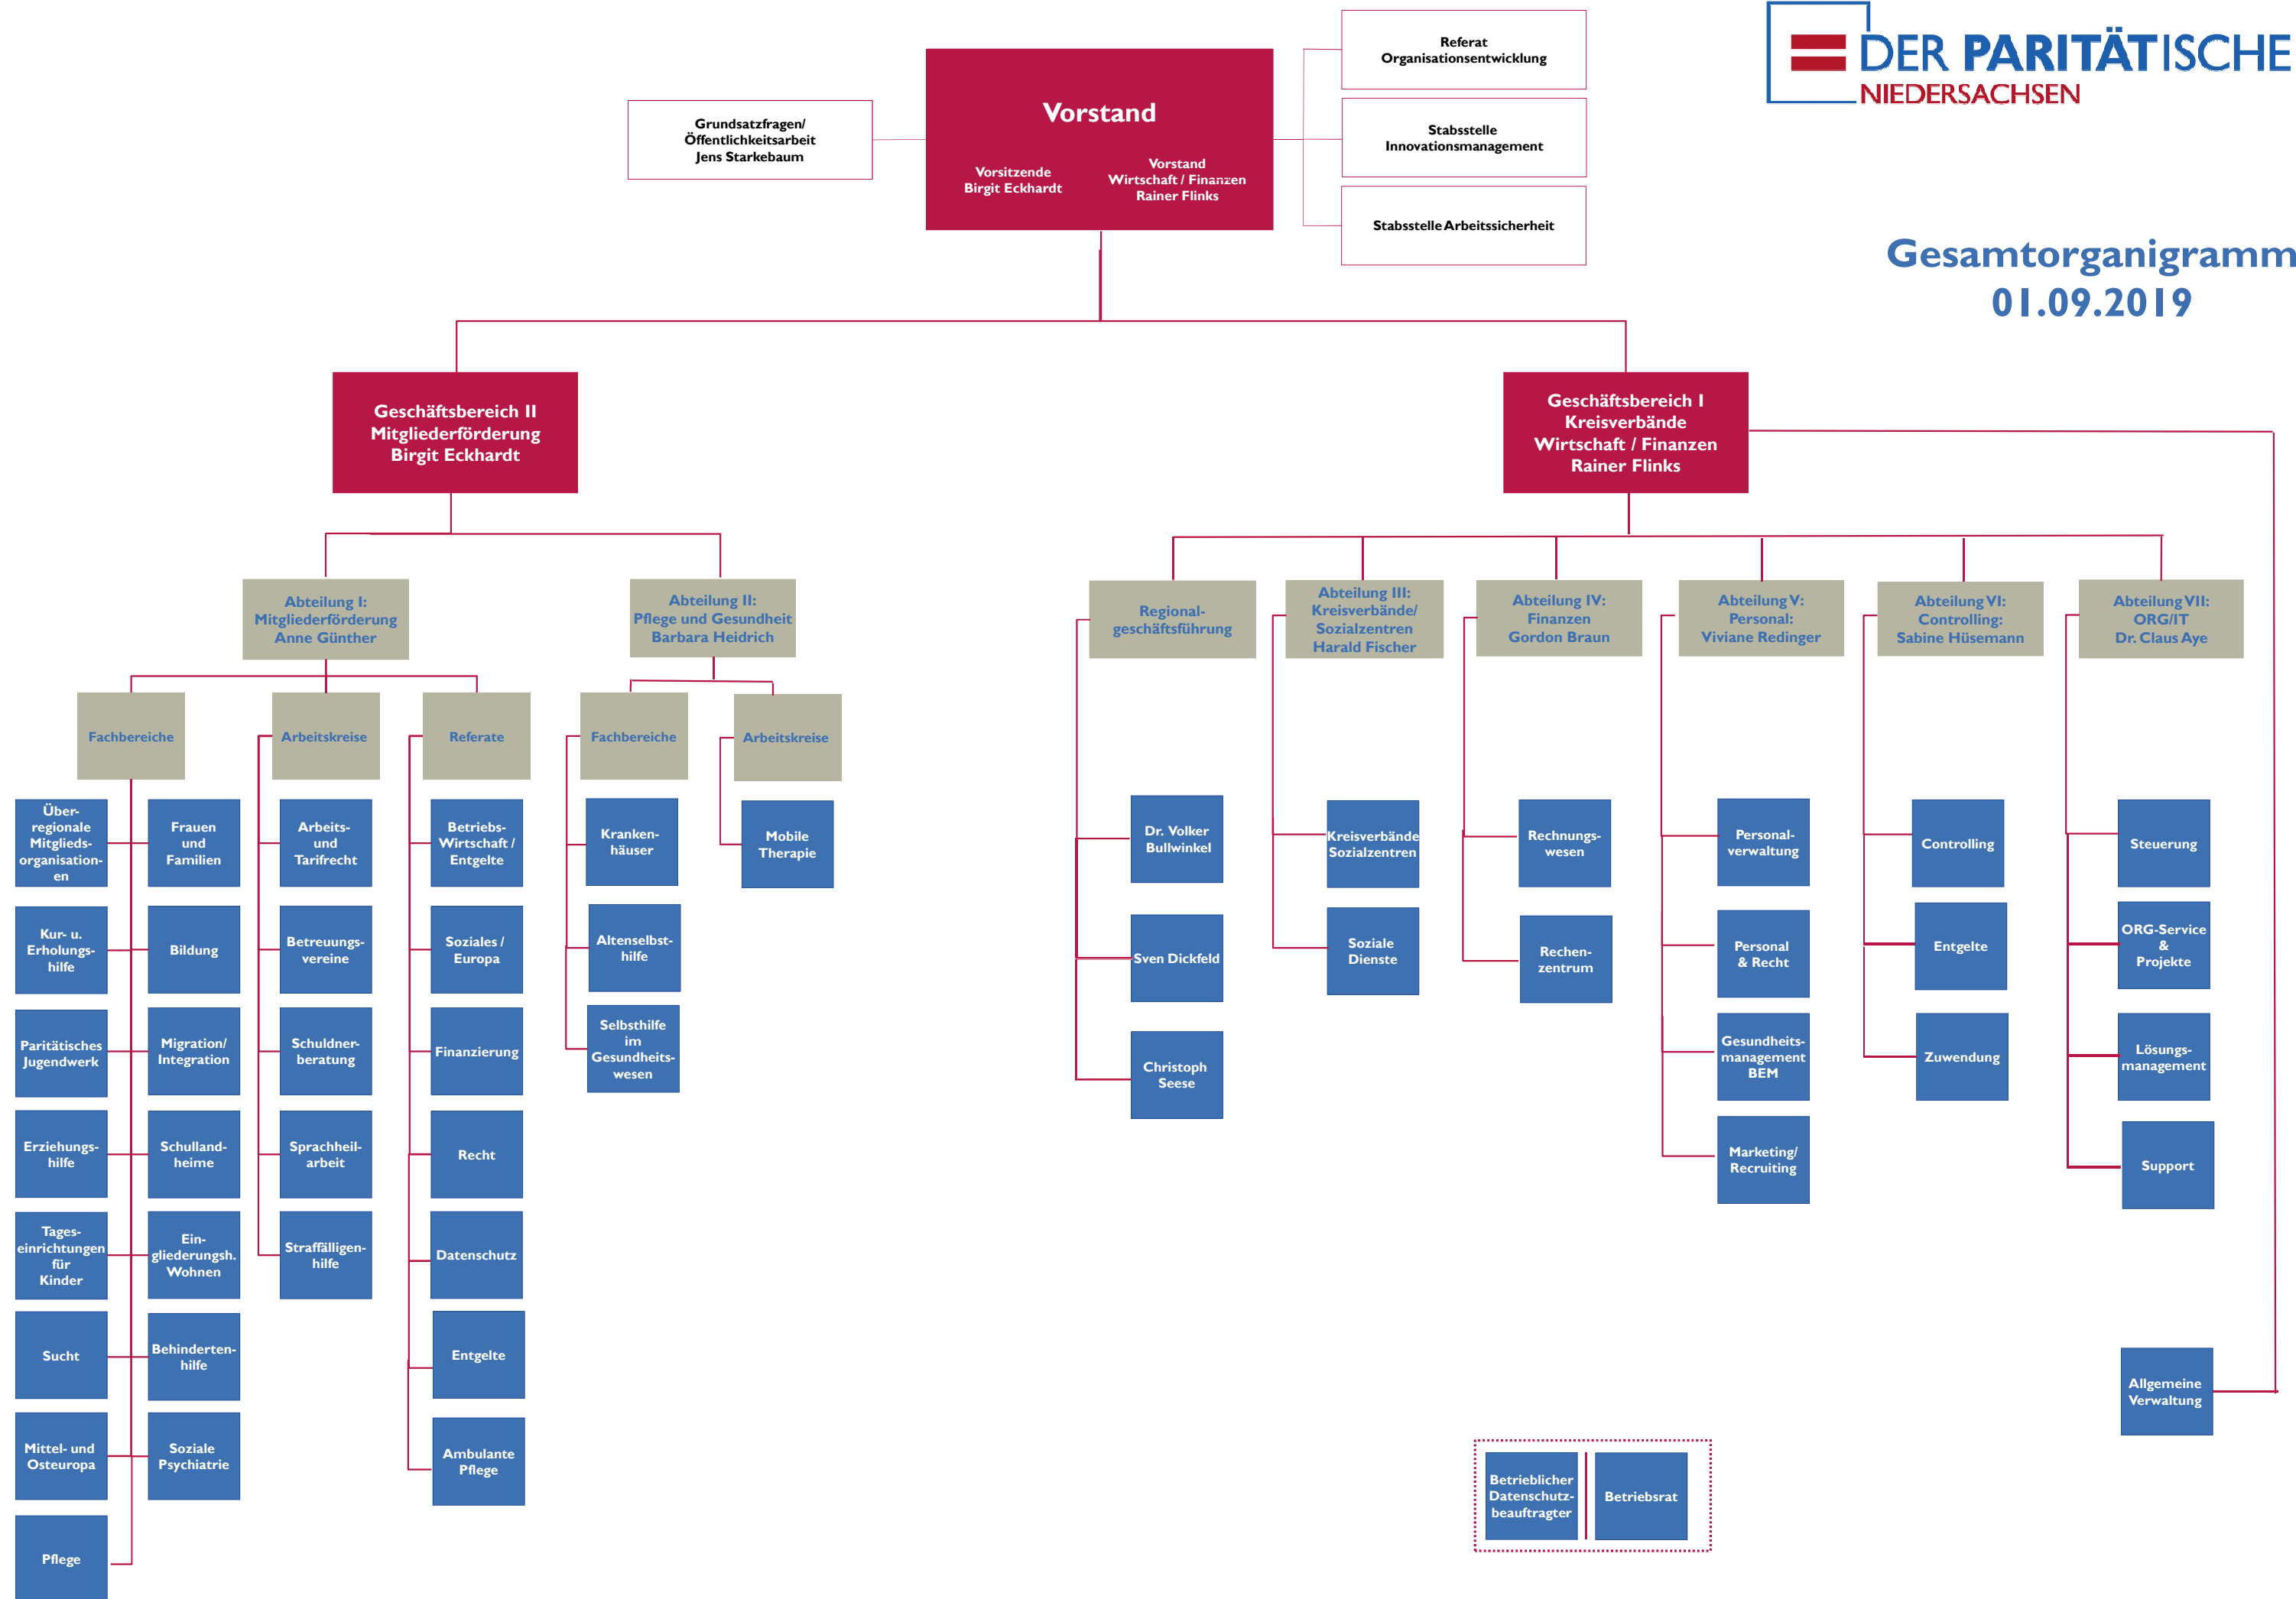 DER PARITÄTISCHE
NIEDERSACHSEN
Gesamtorganigramm
01.09.2019
Grundsatzfragen/
Öffentlichkeitsarbeit
Jens Starkebaum
Vorstand
Vorsitzende
Birgit Eckhardt
Vorstand
Wirtschaft / Finanzen
Rainer Flinks
Referat
Organisationsentwicklung
Stabsstelle
Innovationsmanagement
Stabsstelle Arbeitssicherheit
Geschäftsbereich II
Mitgliederförderung
Birgit Eckhardt
Geschäftsbereich I
Kreisverbände
Wirtschaft / Finanzen
Rainer Flinks
Abteilung I:
Mitgliederförderung
Anne Günther
Abteilung II:
Pflege und Gesundheit
Barbara Heidrich
Regional-
geschäftsführung
Abteilung III:
Kreisverbände/
Sozialzentren
Harald Fischer
Abteilung IV:
Finanzen
Gordon Braun
Abteilung V:
Personal:
Viviane Redinger
Abteilung VI:
Controlling:
Sabine Hüsemann
Abteilung VII:
ORG/IT
Dr. Claus Aye
Fachbereiche
Arbeitskreise
Referate
Fachbereiche
Arbeitskreise
Über-
regionale
Mitglieds-
organisation-
en
Kur- u.
Erholungs-
hilfe
Paritätisches
Jugendwerk
Erziehungs-
hilfe
Tages-
einrichtungen
für
Kinder
Sucht
Mittel- und
Osteuropa
Pflege
Frauen
und
Familien
Bildung
Migration/
Integration
Schulland-
heime
Ein-
gliederungsh.
Wohnen
Behinderten-
hilfe
Soziale
Psychiatrie
Arbeits-
und
Tarifrecht
Betreuungs-
vereine
Schuldner-
beratung
Sprachheil-
arbeit
Straffälligen-
hilfe
Betriebs-
Wirtschaft /
Entgelte
Soziales /
Europa
Finanzierung
Recht
Datenschutz
Entgelte
Ambulante
Pflege
Kranken-
häuser
Altenselbst-
hilfe
Selbsthilfe
im
Gesundheits-
wesen
Mobile
Therapie
Dr. Volker
Bullwinkel
Sven Dickfeld
Christoph
Seese
Kreisverbände
Sozialzentren
Soziale
Dienste
Rechnungs-
wesen
Rechen-
zentrum
Personal-
verwaltung
Personal
& Recht
Gesundheits-
management
BEM
Marketing/
Recruiting
Controlling
Entgelte
Zuwendung
Steuerung
ORG-Service
&
Projekte
Lösungs-
management
Support
Allgemeine
Verwaltung
Betrieblicher
Datenschutz-
beauftragter
Betriebsrat